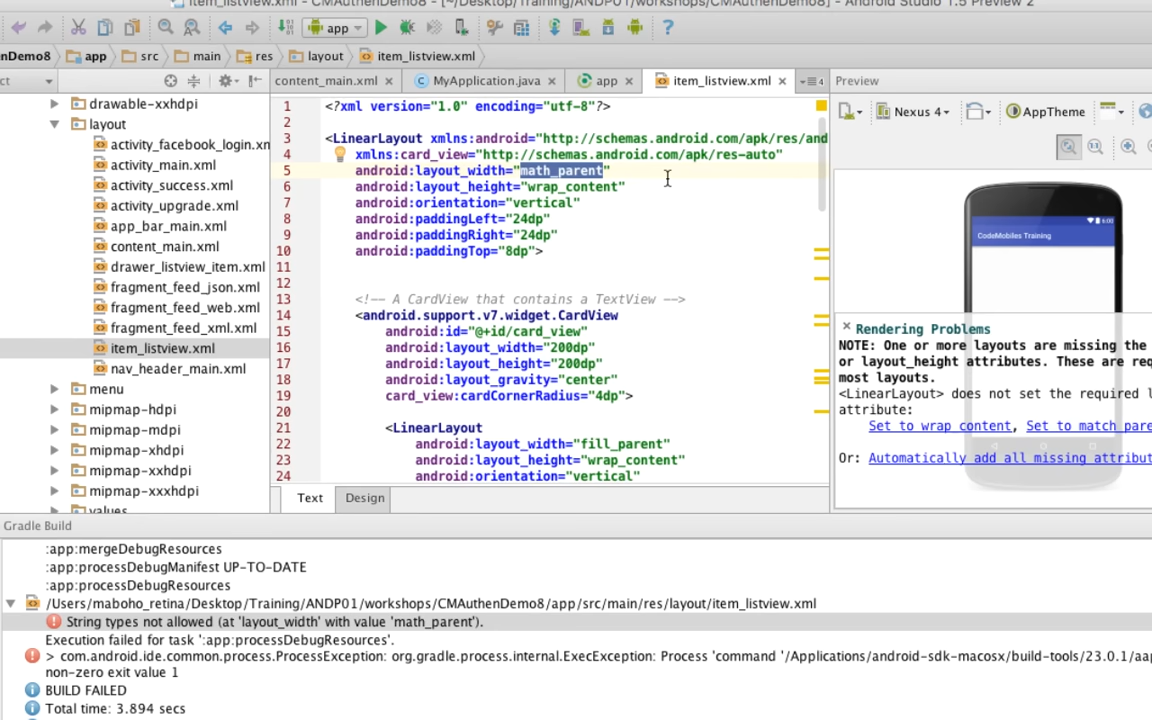 item_listview.xml - CMAuthenDemo8 - [~/Desktop/Training/ANDP01/workshops/CMAuthenDemo8] - Android Studio 1.5 Preview 2
app
nDemo8 app src main res layout item_listview.xml
ct content_main.xml MyApplication.java app item_listview.xml 4 Preview
Nexus 4 AppTheme
drawable-xxhdpi
layout
activity_facebook_login.xn
activity_main.xml
activity_success.xml
activity_upgrade.xml
app_bar_main.xml
content_main.xml
drawer_listview_item.xml
fragment_feed_json.xml
fragment_feed_web.xml
fragment_feed_xml.xml
item_listview.xml
nav_header_main.xml
menu
mipmap-hdpi
mipmap-mdpi
mipmap-xhdpi
mipmap-xxhdpi
mipmap-xxxhdpi
values
1 <?xml version="1.0" encoding="utf-8"?>
2
3 <LinearLayout xmlns:android="http://schemas.android.com/apk/res/and
4 xmlns:card_view="http://schemas.android.com/apk/res-auto"
5 android:layout_width="math_parent"
6 android:layout_height="wrap_content"
7 android:orientation="vertical"
8 android:paddingLeft="24dp"
9 android:paddingRight="24dp"
10 android:paddingTop="8dp">
11
12
13 <!-- A CardView that contains a TextView -->
14 <android.support.v7.widget.CardView
15 android:id="@+id/card_view"
16 android:layout_width="200dp"
17 android:layout_height="200dp"
18 android:layout_gravity="center"
19 card_view:cardCornerRadius="4dp">
20
21 <LinearLayout
22 android:layout_width="fill_parent"
23 android:layout_height="wrap_content"
24 android:orientation="vertical"
Text Design
6:00
CodeMobiles Training
Rendering Problems
NOTE: One or more layouts are missing the
or layout_height attributes. These are req
most layouts.
<LinearLayout> does not set the required l
attribute:
Set to wrap_content, Set to match_pare
Or: Automatically add all missing attribut
Gradle Build
:app:mergeDebugResources
:app:processDebugManifest UP-TO-DATE
:app:processDebugResources
/Users/maboho_retina/Desktop/Training/ANDP01/workshops/CMAuthenDemo8/app/src/main/res/layout/item_listview.xml
String types not allowed (at 'layout_width' with value 'math_parent').
Execution failed for task ':app:processDebugResources'.
> com.android.ide.common.process.ProcessException: org.gradle.process.internal.ExecException: Process 'command '/Applications/android-sdk-macosx/build-tools/23.0.1/aap
non-zero exit value 1
BUILD FAILED
Total time: 3.894 secs